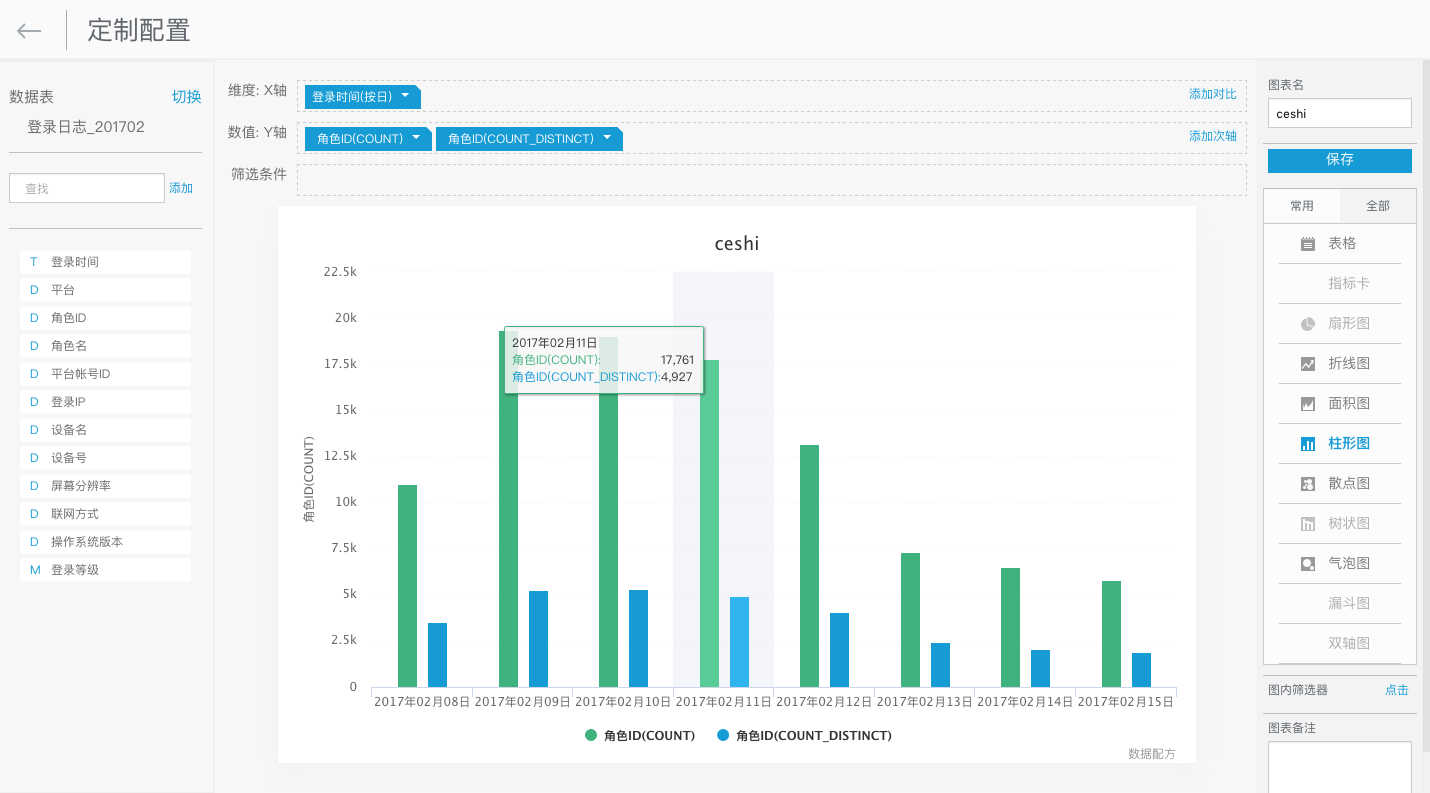 定制配置
数据表 切换
登录日志_201702
查找 添加
T 登录时间
D 平台
D 角色ID
D 角色名
D 平台帐号ID
D 登录IP
D 设备名
D 设备号
D 屏幕分辨率
D 联网方式
D 操作系统版本
M 登录等级
维度: X轴 登录时间(按日) 添加对比
数值: Y轴 角色ID(COUNT) 角色ID(COUNT_DISTINCT) 添加次轴
筛选条件
ceshi
22.5k
20k
17.5k
15k
12.5k
10k
7.5k
5k
2.5k
0
角色ID(COUNT)
2017年02月11日
角色ID(COUNT): 17,761
角色ID(COUNT_DISTINCT):4,927
2017年02月08日 2017年02月09日 2017年02月10日 2017年02月11日 2017年02月12日 2017年02月13日 2017年02月14日 2017年02月15日
角色ID(COUNT) 角色ID(COUNT_DISTINCT)
数据配方
图表名
ceshi
保存
常用 全部
表格
指标卡
扇形图
折线图
面积图
柱形图
散点图
树状图
气泡图
漏斗图
双轴图
图内筛选器 点击
图表备注